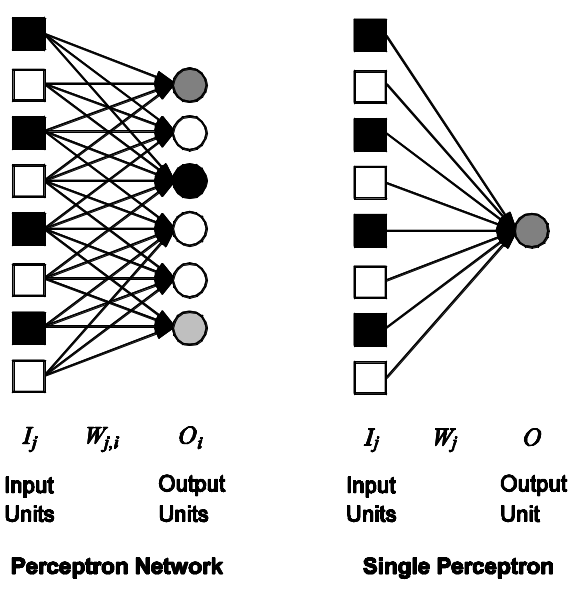 I_j W_{j,i} O_i
Input Output
Units Units
Perceptron Network
I_j W_j O
Input Output
Units Unit
Single Perceptron